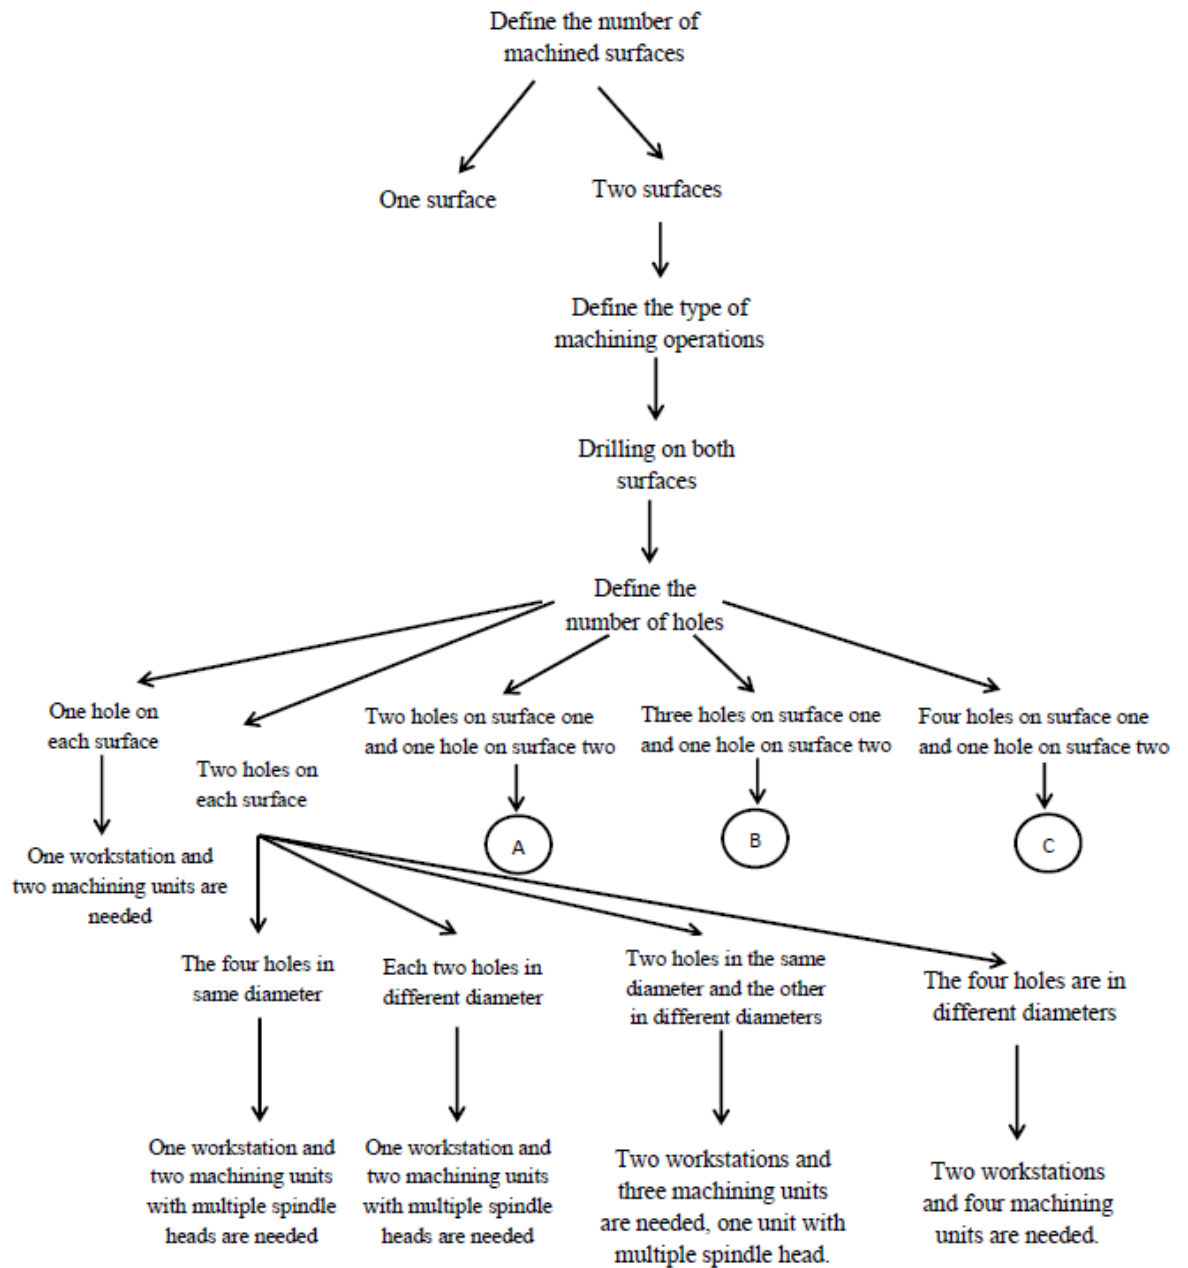 Define the number of
machined surfaces
One surface
Two surfaces
Define the type of
machining operations
Drilling on both
surfaces
Define the
number of holes
One hole on
each surface
Two holes on
each surface
Two holes on surface one
and one hole on surface two
Three holes on surface one
and one hole on surface two
Four holes on surface one
and one hole on surface two
A
B
C
One workstation and
two machining units are
needed
The four holes in
same diameter
Each two holes in
different diameter
Two holes in the same
diameter and the other
in different diameters
The four holes are in
different diameters
One workstation and
two machining units
with multiple spindle
heads are needed
One workstation and
two machining units
with multiple spindle
heads are needed
Two workstations and
three machining units
are needed, one unit with
multiple spindle head.
Two workstations
and four machining
units are needed.